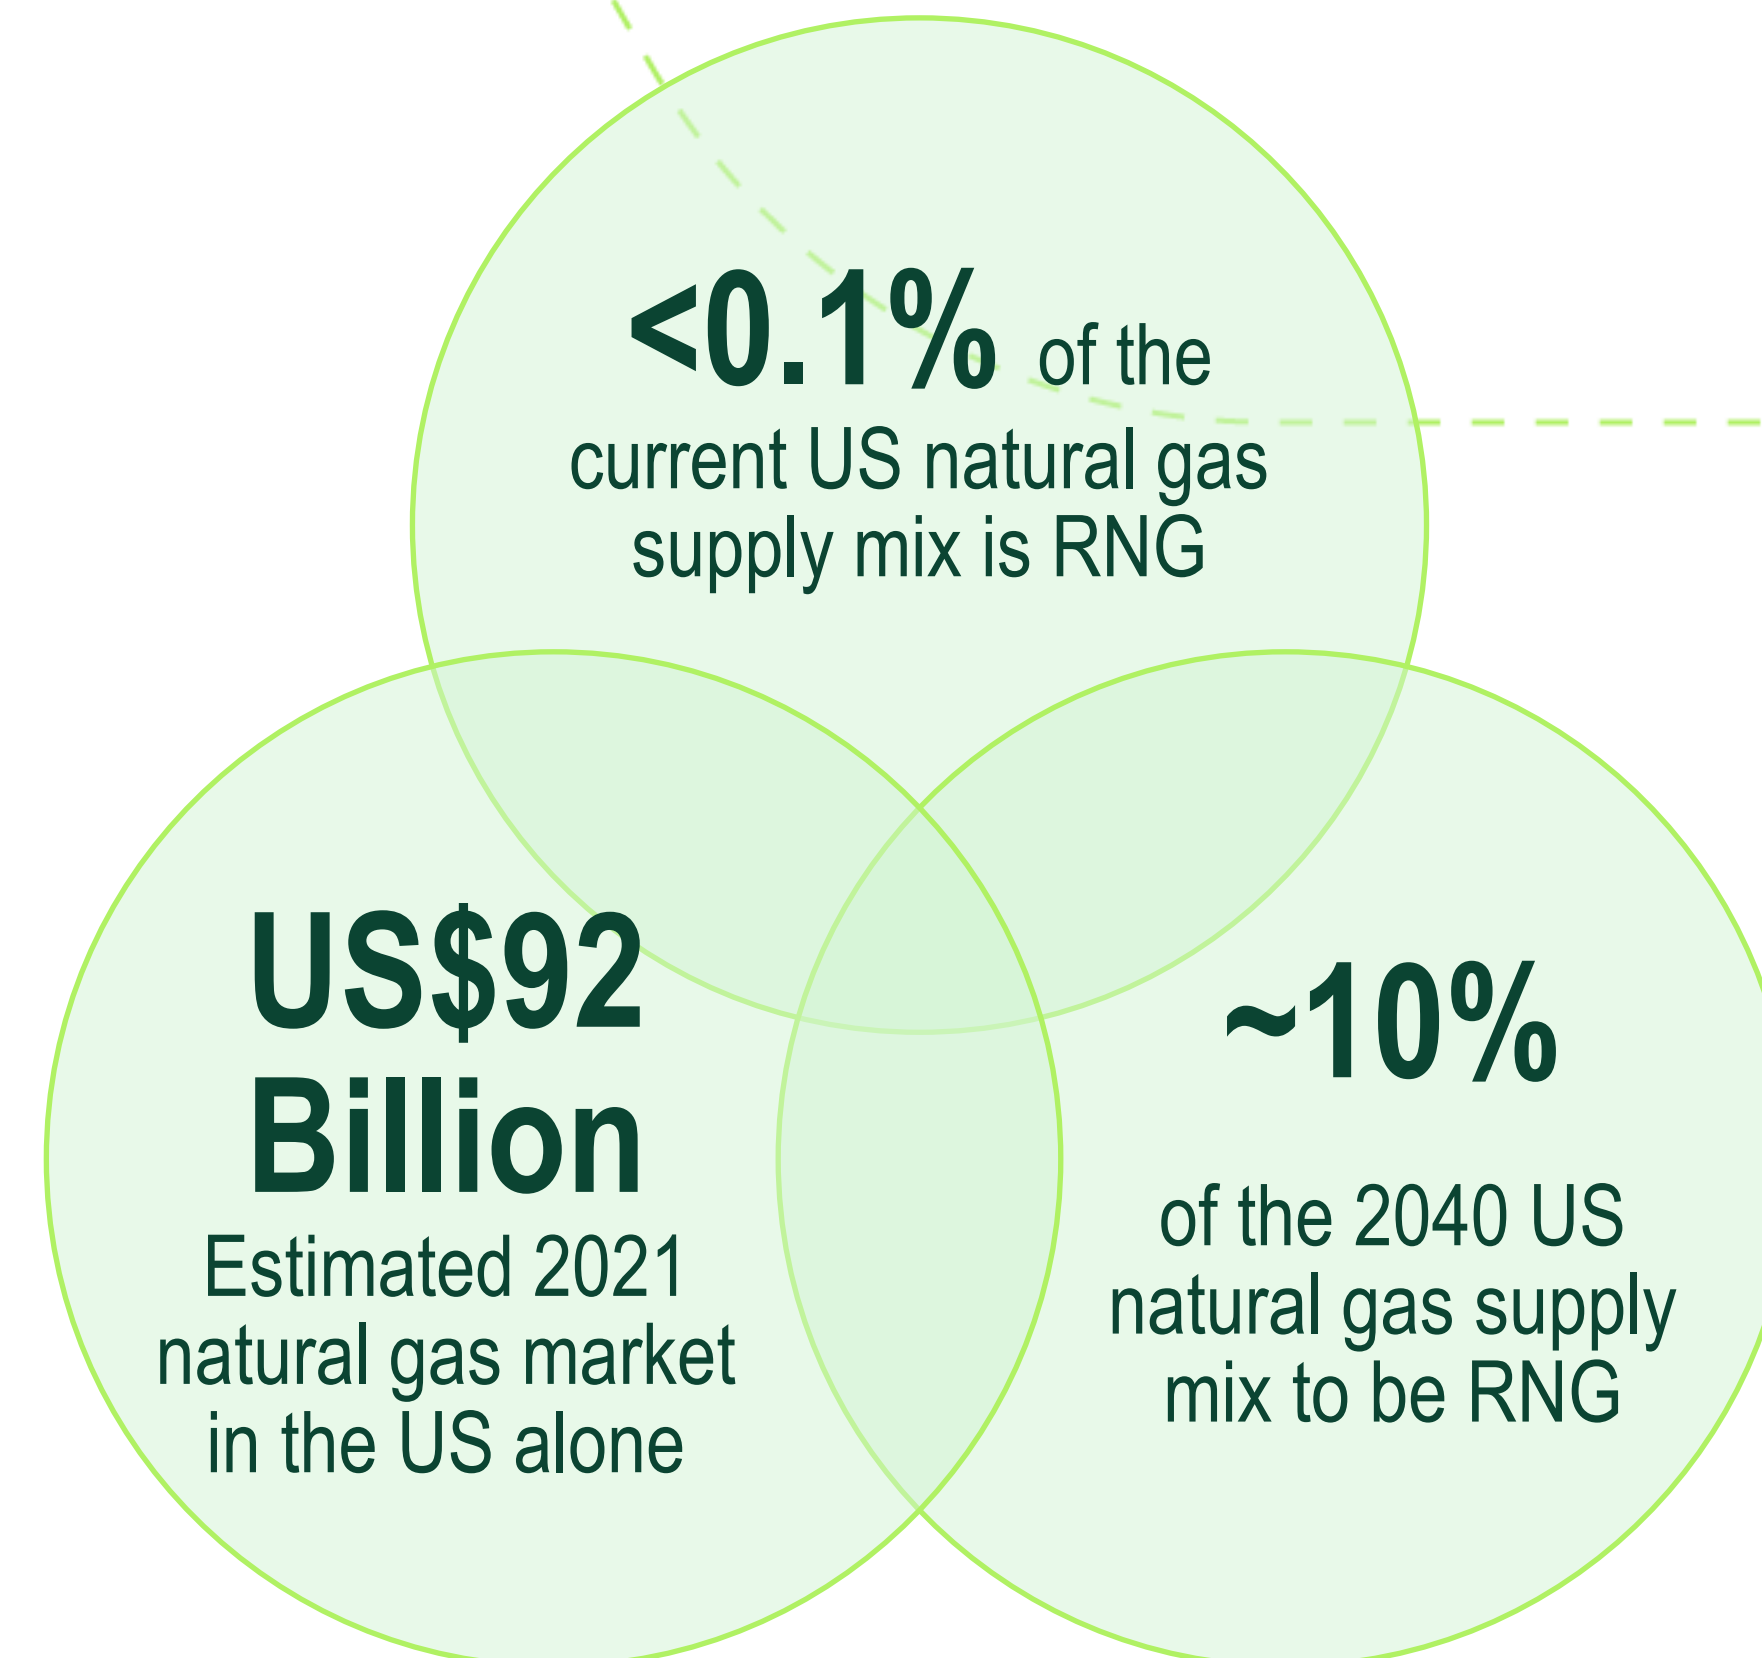 <0.1% of the
current US natural gas
supply mix is RNG
US$92
Billion
Estimated 2021
natural gas market
in the US alone
~10%
of the 2040 US
natural gas supply
mix to be RNG